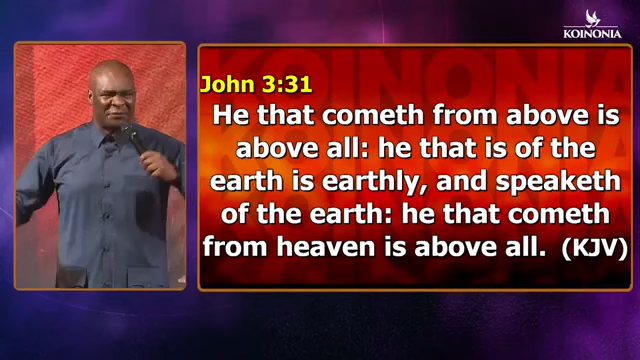 KOINONIA
John 3:31
He that cometh from above is
above all: he that is of the
earth is earthly, and speaketh
of the earth: he that cometh
from heaven is above all. (KJV)